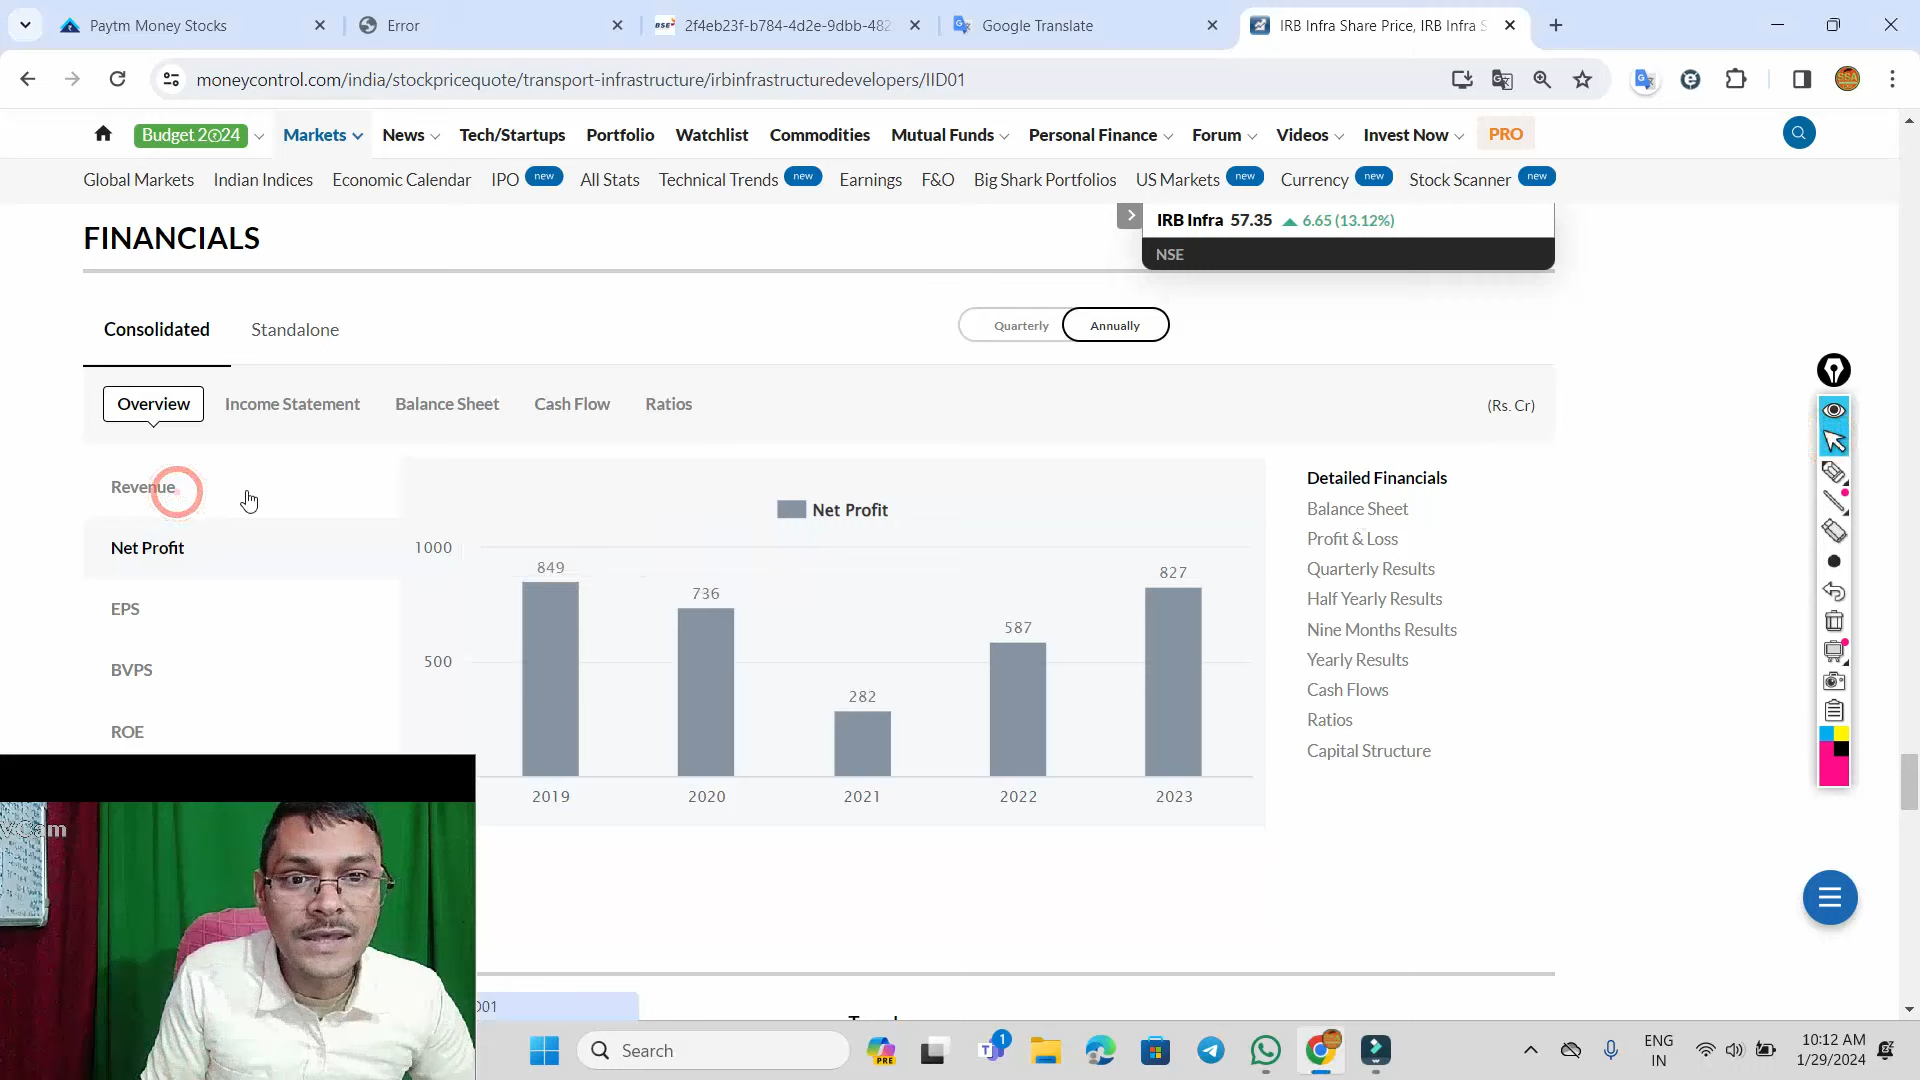 Paytm Money Stocks
Error
2f4eb23f-b784-4d2e-9dbb-482
Google Translate
IRB Infra Share Price, IRB Infra S
moneycontrol.com/india/stockpricequote/transport-infrastructure/irbinfrastructuredevelopers/IID01
Budget 2024 Markets News Tech/Startups Portfolio Watchlist Commodities Mutual Funds Personal Finance Forum Videos Invest Now PRO
Global Markets Indian Indices Economic Calendar IPO new All Stats Technical Trends new Earnings F&O Big Shark Portfolios US Markets new Currency new Stock Scanner new
FINANCIALS
IRB Infra 57.35 6.65 (13.12%)
NSE
Consolidated Standalone
Quarterly Annually
Overview Income Statement Balance Sheet Cash Flow Ratios
(Rs. Cr)
Revenue
Net Profit
EPS
BVPS
ROE
Net Profit
1000
500
849
736
282
587
827
2019 2020 2021 2022 2023
Detailed Financials
Balance Sheet
Profit & Loss
Quarterly Results
Half Yearly Results
Nine Months Results
Yearly Results
Cash Flows
Ratios
Capital Structure
Search
PRE
1
ENG
IN
10:12 AM
1/29/2024